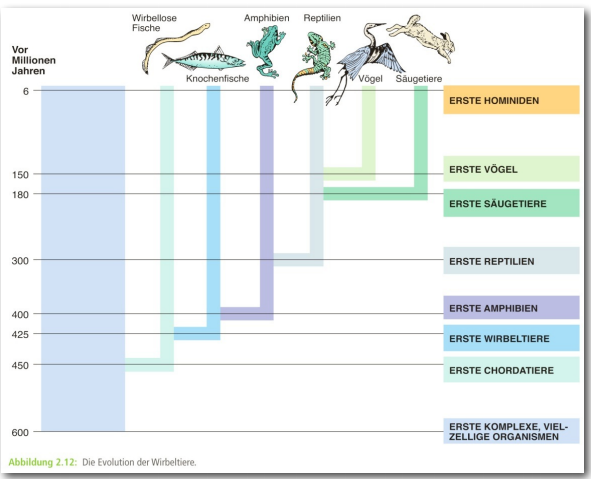 Wirbellose
Fische
Amphibien
Reptilien
Vor
Millionen
Jahren
Knochenfische
Vögel
Säugetiere
6
ERSTE HOMINIDEN
150
ERSTE VÖGEL
180
ERSTE SÄUGETIERE
300
ERSTE REPTILIEN
400
ERSTE AMPHIBIEN
425
ERSTE WIRBELTIERE
450
ERSTE CHORDATIERE
600
ERSTE KOMPLEXE, VIEL-
ZELLIGE ORGANISMEN
Abbildung 2.12: Die Evolution der Wirbeltiere.